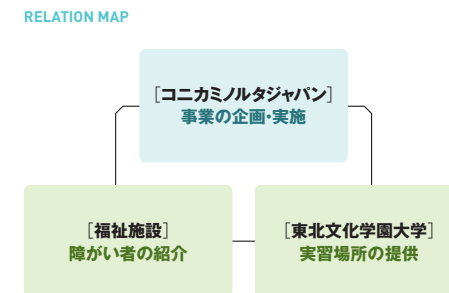 RELATION MAP
［コニカミノルタジャパン］
事業の企画・実施
［福祉施設］
障がい者の紹介
［東北文化学園大学］
実習場所の提供